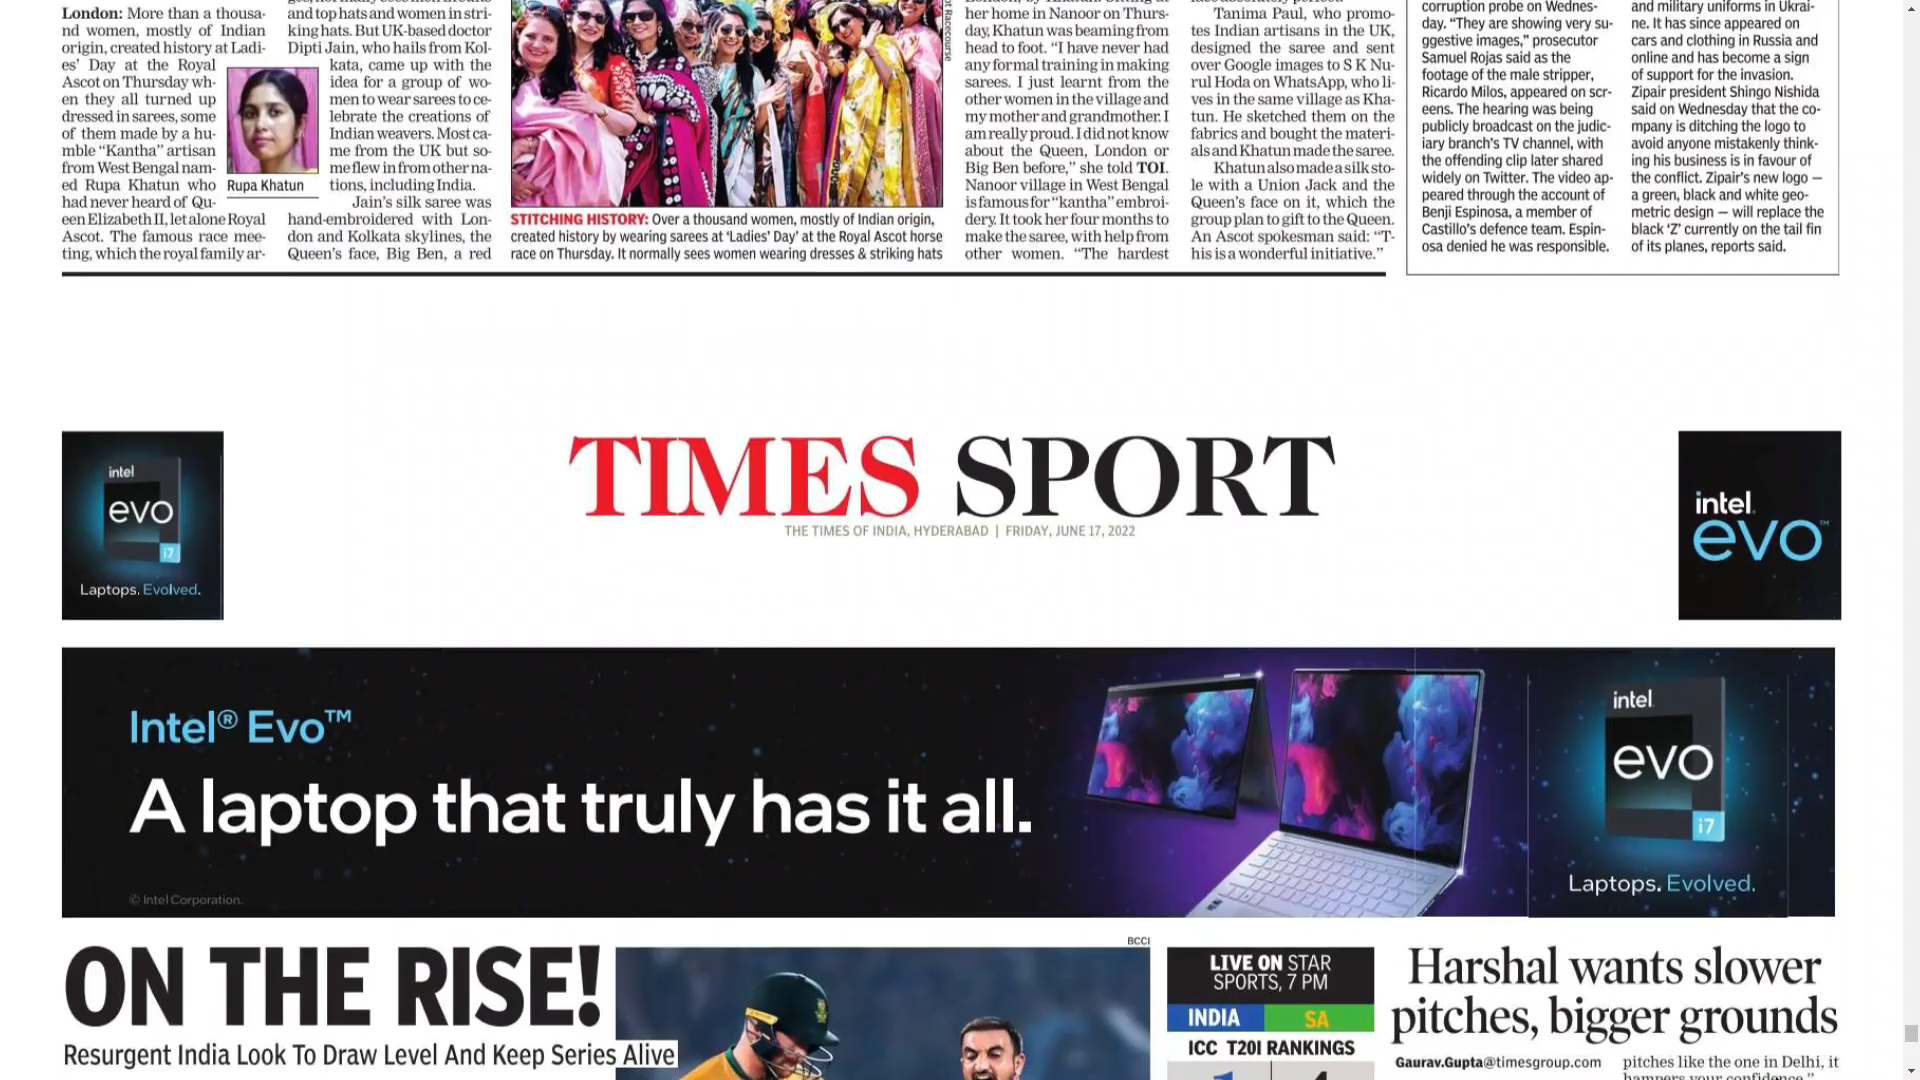 London: More than a thousa-
nd women, mostly of Indian
origin, created history at Ladi-
es’ Day at the Royal
Ascot on Thursday wh-
en they all turned up
dressed in sarees, some
of them made by a hu-
mble “Kantha” artisan
from West Bengal nam-
ed Rupa Khatun who
had never heard of Qu-
een Elizabeth II, let alone Royal
Ascot. The famous race mee-
ting, which the royal family ar-
Rupa Khatun
and top hats and women in stri-
king hats. But UK-based doctor
Dipti Jain, who hails from Kol-
kata, came up with the
idea for a group of wo-
men to wear sarees to ce-
lebrate the creations of
Indian weavers. Most ca-
me from the UK but so-
me flew in from other na-
tions, including India.
Jain’s silk saree was
hand-embroidered with Lon-
don and Kolkata skylines, the
Queen’s face, Big Ben, a red
STITCHING HISTORY: Over a thousand women, mostly of Indian origin,
created history by wearing sarees at ‘Ladies’ Day’ at the Royal Ascot horse
race on Thursday. It normally sees women wearing dresses & striking hats
Racecourse
her home in Nanoor on Thurs-
day, Khatun was beaming from
head to foot. “I have never had
any formal training in making
sarees. I just learnt from the
other women in the village and
my mother and grandmother. I
am really proud. I did not know
about the Queen, London or
Big Ben before,” she told TOI.
Nanoor village in West Bengal
is famous for “kantha” embroi-
dery. It took her four months to
make the saree, with help from
other women. “The hardest
Tanima Paul, who promo-
tes Indian artisans in the UK,
designed the saree and sent
over Google images to S K Nu-
rul Hoda on WhatsApp, who li-
ves in the same village as Kha-
tun. He sketched them on the
fabrics and bought the materi-
als and Khatun made the saree.
Khatun also made a silk sto-
le with a Union Jack and the
Queen’s face on it, which the
group plan to gift to the Queen.
An Ascot spokesman said: “T-
his is a wonderful initiative.”
corruption probe on Wednes-
day. “They are showing very su-
ggestive images,” prosecutor
Samuel Rojas said as the
footage of the male stripper,
Ricardo Milos, appeared on scr-
eens. The hearing was being
publicly broadcast on the judic-
iary branch’s TV channel, with
the offending clip later shared
widely on Twitter. The video ap-
peared through the account of
Benji Espinosa, a member of
Castillo’s defence team. Espin-
osa denied he was responsible.
and military uniforms in Ukrai-
ne. It has since appeared on
cars and clothing in Russia and
online and has become a sign
of support for the invasion.
Zipair president Shingo Nishida
said on Wednesday that the co-
mpany is ditching the logo to
avoid anyone mistakenly think-
ing his business is in favour of
the conflict. Zipair’s new logo —
a green, black and white geo-
metric design — will replace the
black ‘Z’ currently on the tail fin
of its planes, reports said.
intel
evo
i7
Laptops. Evolved.
TIMES SPORT
THE TIMES OF INDIA, HYDERABAD | FRIDAY, JUNE 17, 2022
intel.
evo™
Intel® Evo™
A laptop that truly has it all.
© Intel Corporation.
intel
evo
i7
Laptops. Evolved.
ON THE RISE!
Resurgent India Look To Draw Level And Keep Series Alive
BCCI
LIVE ON STAR
SPORTS, 7 PM
INDIA SA
ICC T20I RANKINGS
Harshal wants slower
pitches, bigger grounds
Gaurav.Gupta@timesgroup.com
pitches like the one in Delhi, it
hampers your confidence.”